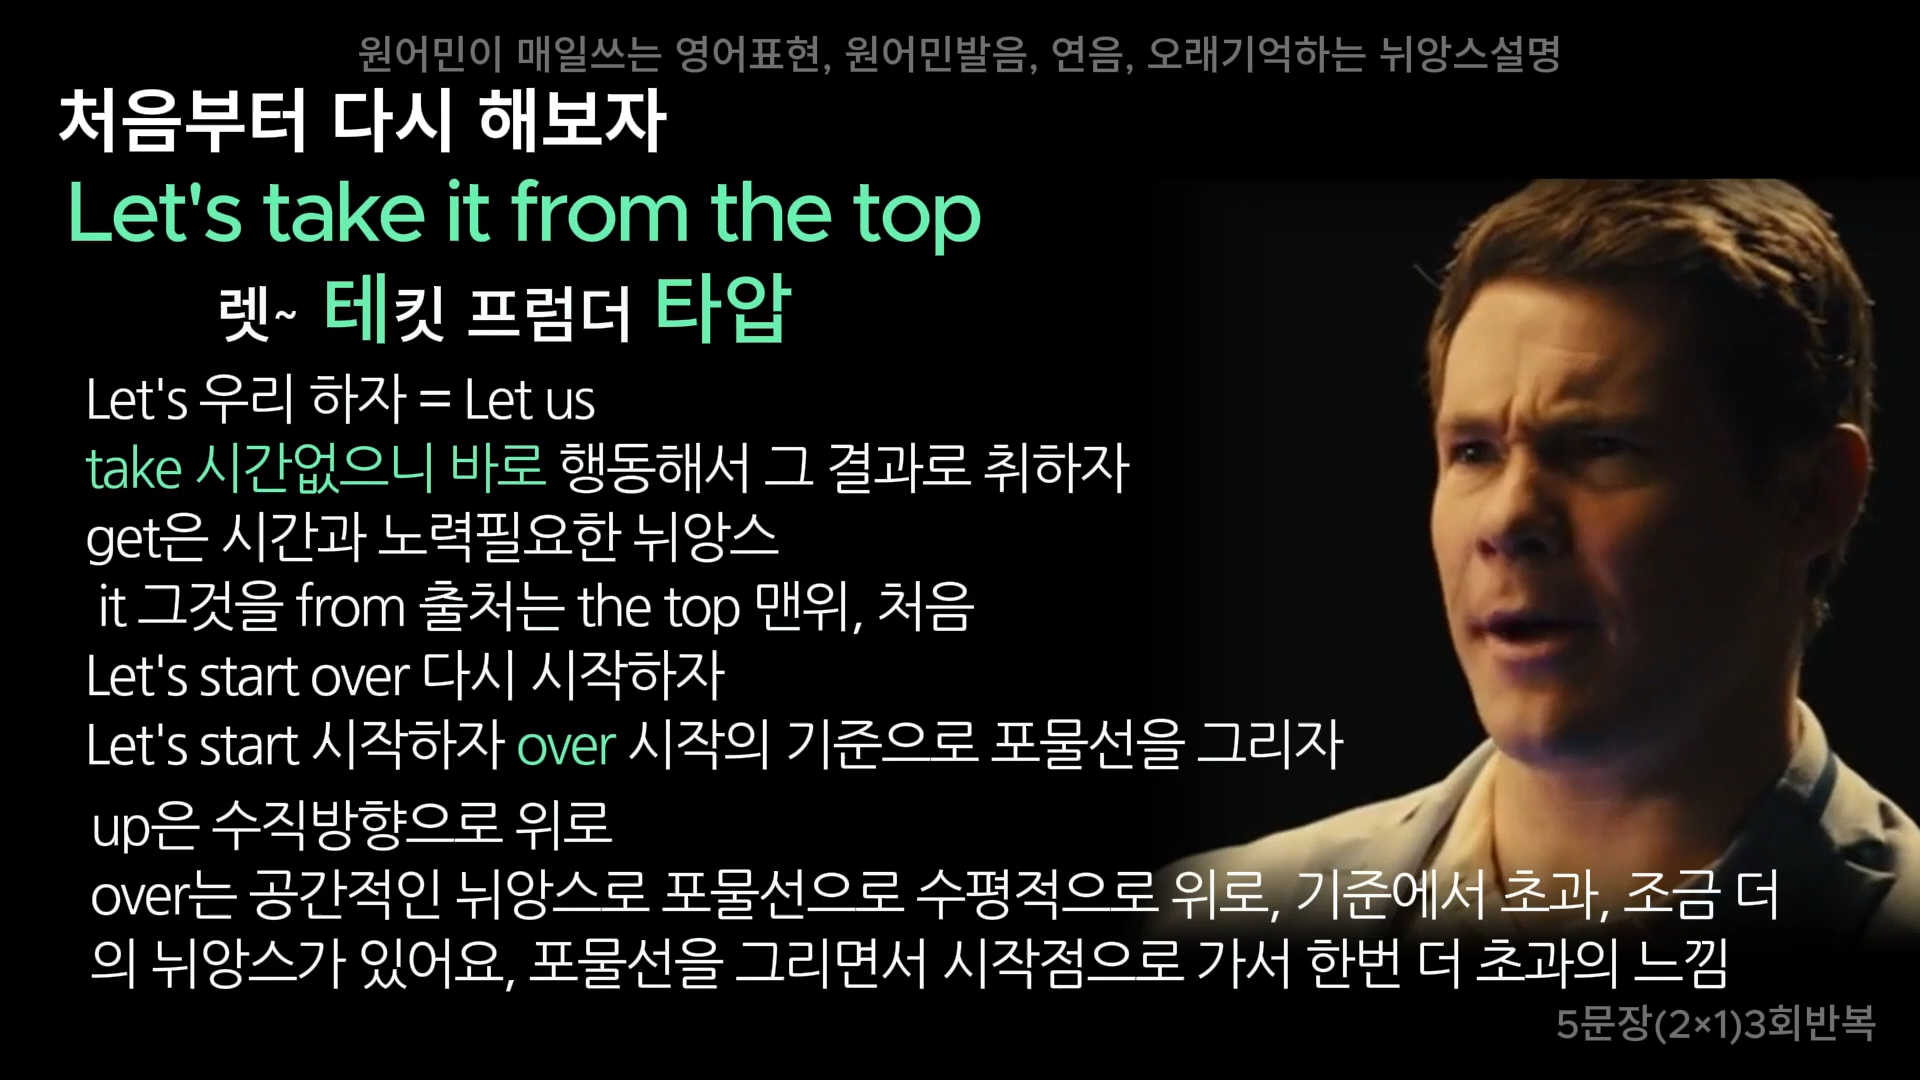 원어민이 매일쓰는 영어표현, 원어민발음, 연음, 오래기억하는 뉘앙스설명
처음부터 다시 해보자
Let's take it from the top
렛~ 테킷 프럼더 타압
Let's 우리 하자 = Let us
take 시간없으니 바로 행동해서 그 결과로 취하자
get은 시간과 노력필요한 뉘앙스
it 그것을 from 출처는 the top 맨위, 처음
Let's start over 다시 시작하자
Let's start 시작하자 over 시작의 기준으로 포물선을 그리자
up은 수직방향으로 위로
over는 공간적인 뉘앙스로 포물선으로 수평적으로 위로, 기준에서 초과, 조금 더
의 뉘앙스가 있어요, 포물선을 그리면서 시작점으로 가서 한번 더 초과의 느낌
5문장(2×1)3회반복